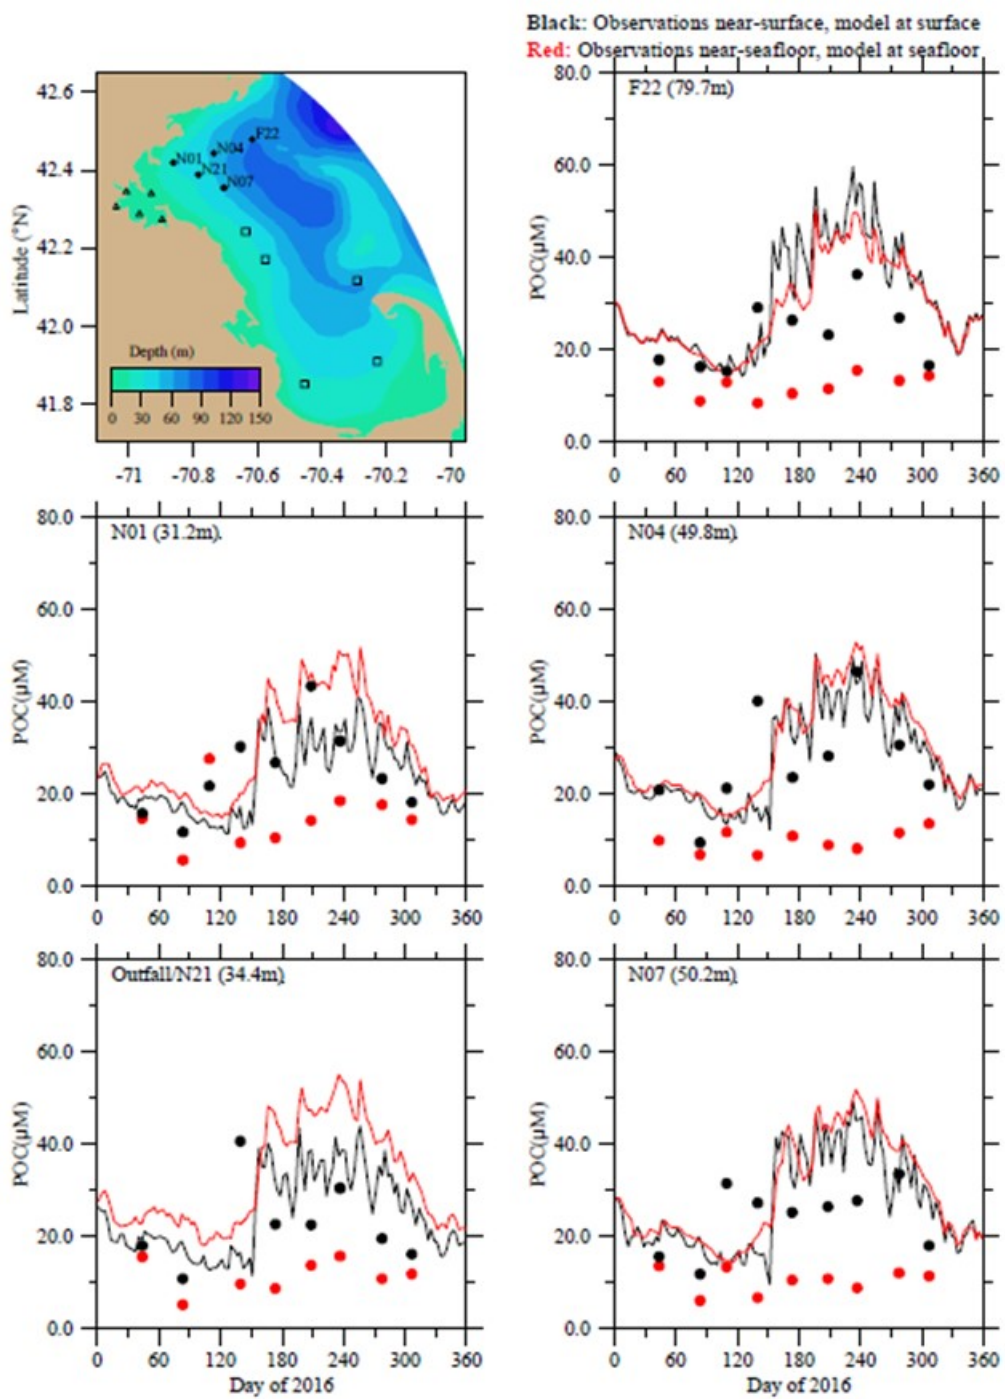 Black: Observations near-surface, model at surface
Red: Observations near-seafloor, model at seafloor
42.6
42.4
42.2
42.0
41.8
Latitude (°N)
N01
N04
F22
N21
N07
Depth (m)
0 30 60 90 120 150
-71 -70.8 -70.6 -70.4 -70.2 -70
F22 (79.7m)
80.0
60.0
40.0
20.0
0.0
POC(µM)
0 60 120 180 240 300 360
N01 (31.2m)
80.0
60.0
40.0
20.0
0.0
POC(µM)
0 60 120 180 240 300 360
N04 (49.8m)
80.0
60.0
40.0
20.0
0.0
POC(µM)
0 60 120 180 240 300 360
Outfall/N21 (34.4m)
80.0
60.0
40.0
20.0
0.0
POC(µM)
0 60 120 180 240 300 360
Day of 2016
N07 (50.2m)
80.0
60.0
40.0
20.0
0.0
POC(µM)
0 60 120 180 240 300 360
Day of 2016